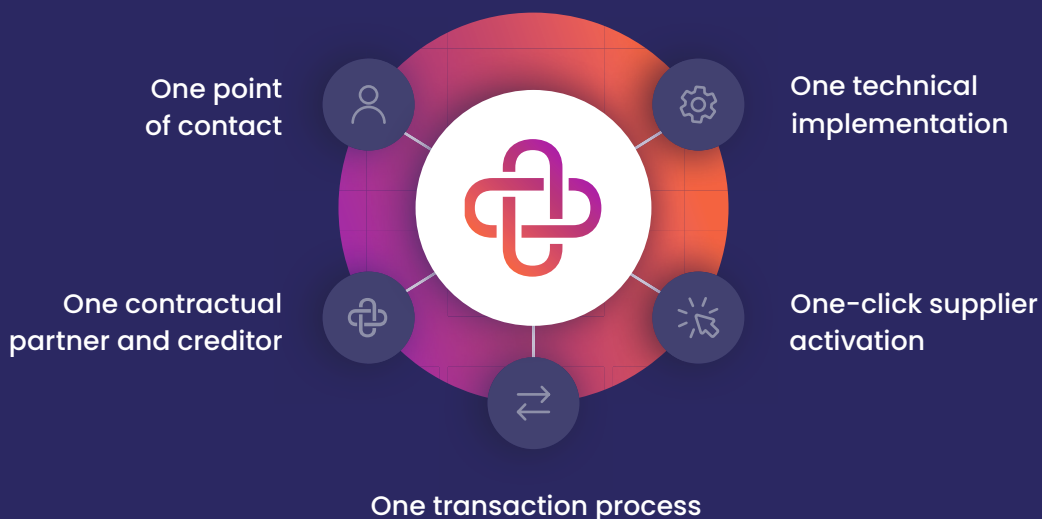 One point
of contact
One technical
implementation
One contractual
partner and creditor
One-click supplier
activation
One transaction process